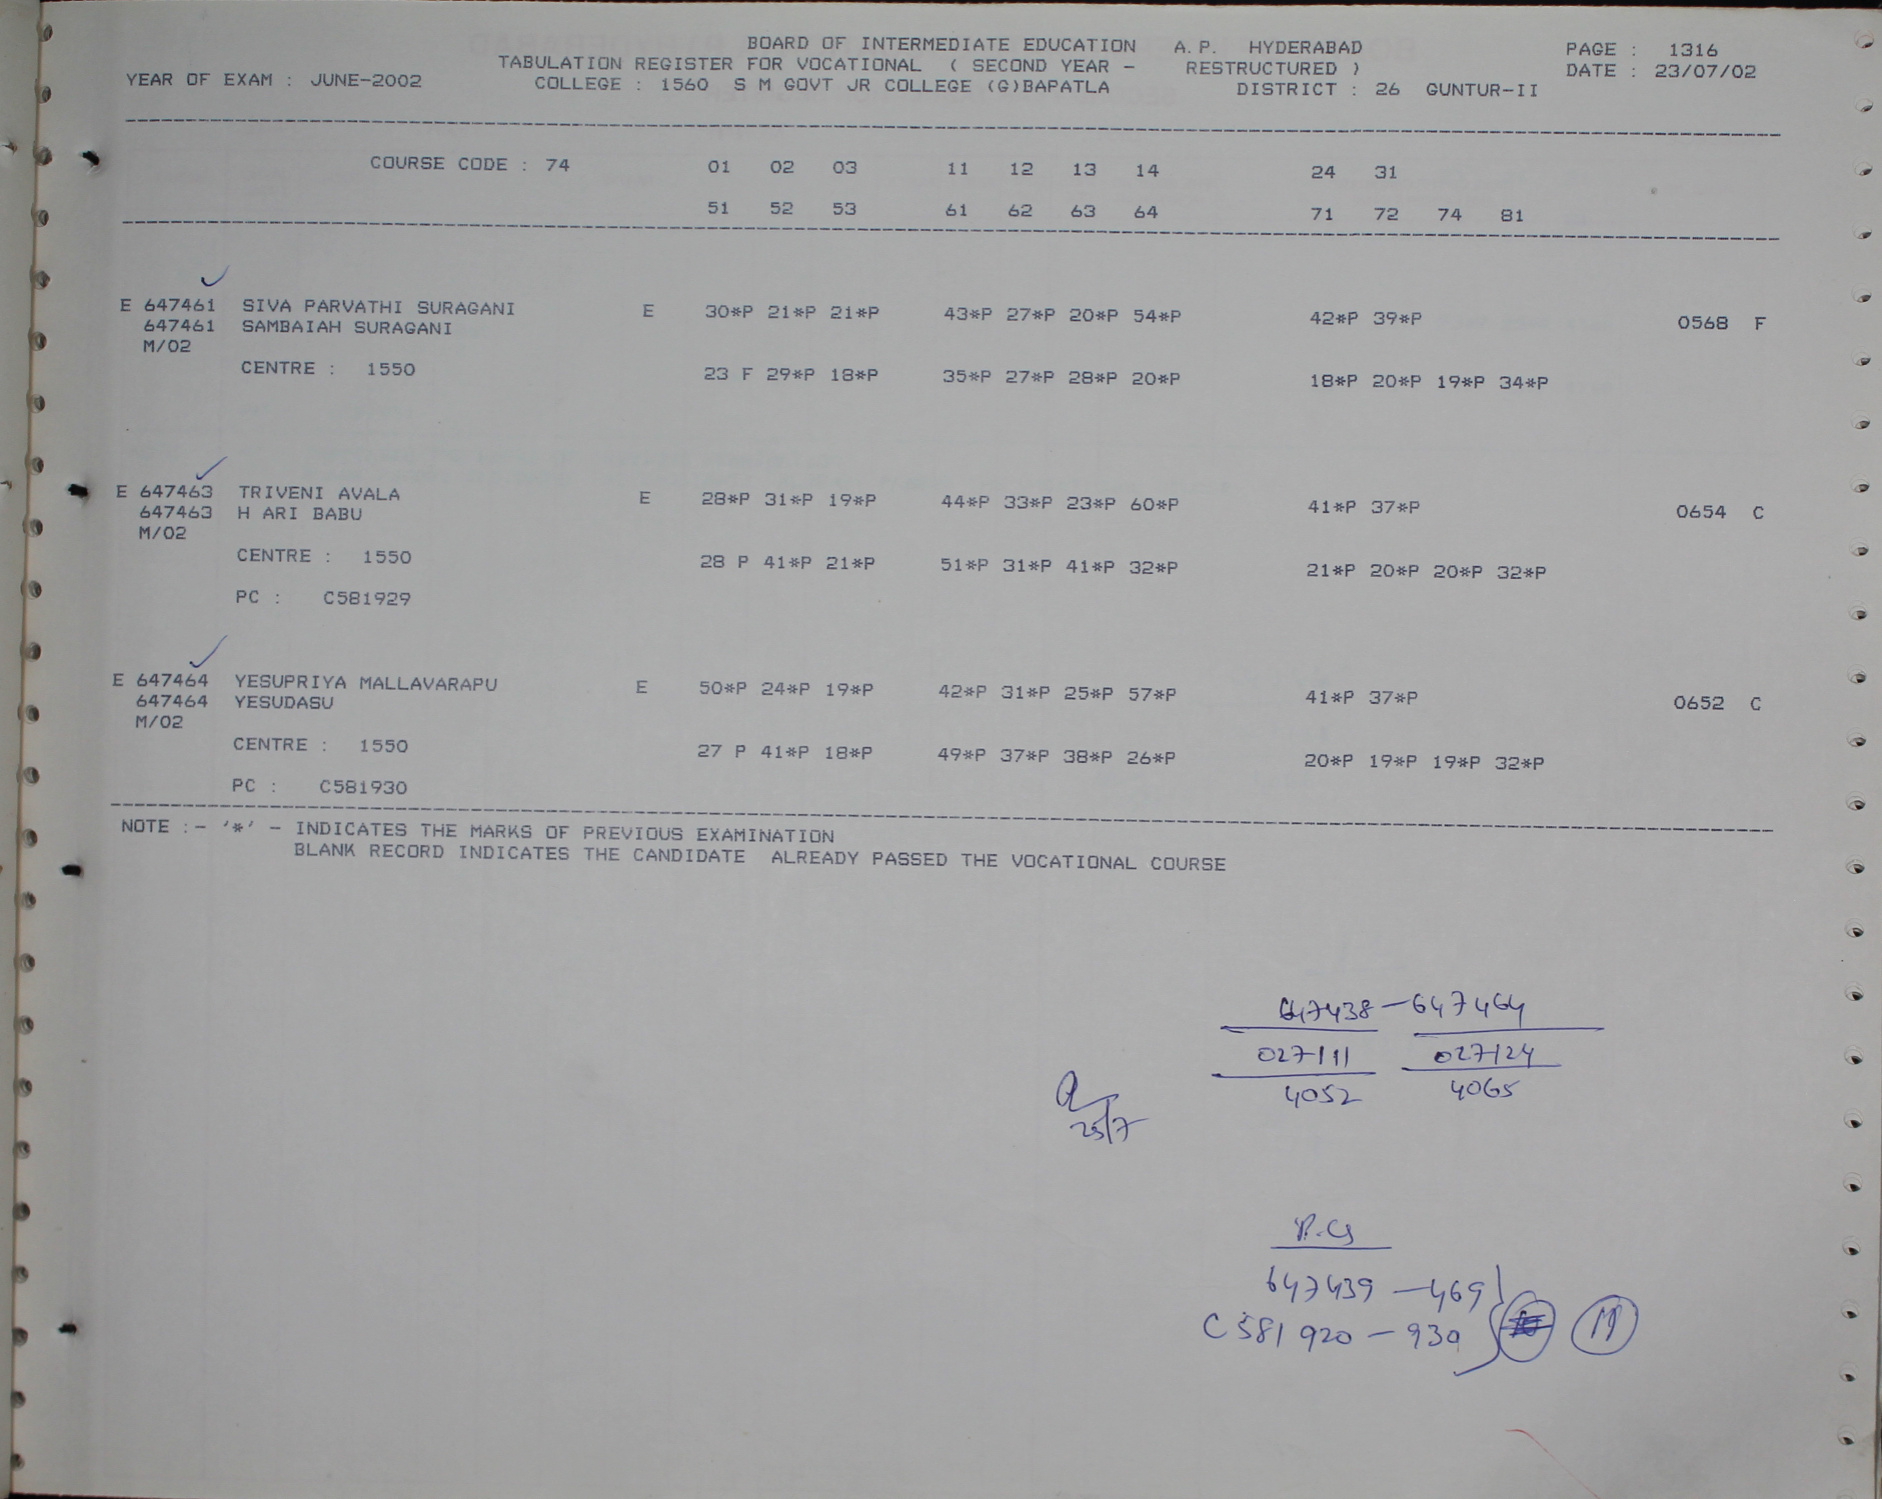 BOARD OF INTERMEDIATE EDUCATION A.P. HYDERABAD PAGE : 1316
TABULATION REGISTER FOR VOCATIONAL ( SECOND YEAR - RESTRUCTURED ) DATE : 23/07/02
YEAR OF EXAM : JUNE-2002 COLLEGE : 1560 S M GOVT JR COLLEGE (G)BAPATLA DISTRICT : 26 GUNTUR-II
COURSE CODE : 74 01 02 03 11 12 13 14 24 31
51 52 53 61 62 63 64 71 72 74 81
E 647461 SIVA PARVATHI SURAGANI E 30*P 21*P 21*P 43*P 27*P 20*P 54*P 42*P 39*P 0568 F
647461 SAMBAIAH SURAGANI
M/02
CENTRE : 1550 23 F 29*P 18*P 35*P 27*P 28*P 20*P 18*P 20*P 19*P 34*P
E 647463 TRIVENI AVALA E 28*P 31*P 19*P 44*P 33*P 23*P 60*P 41*P 37*P 0654 C
647463 H ARI BABU
M/02
CENTRE : 1550 28 P 41*P 21*P 51*P 31*P 41*P 32*P 21*P 20*P 20*P 32*P
PC : C581929
E 647464 YESUPRIYA MALLAVARAPU E 50*P 24*P 19*P 42*P 31*P 25*P 57*P 41*P 37*P 0652 C
647464 YESUDASU
M/02
CENTRE : 1550 27 P 41*P 18*P 49*P 37*P 38*P 26*P 20*P 19*P 19*P 32*P
PC : C581930
NOTE :- '*' - INDICATES THE MARKS OF PREVIOUS EXAMINATION
BLANK RECORD INDICATES THE CANDIDATE ALREADY PASSED THE VOCATIONAL COURSE
647438 - 647464
027111 027124
4052 4065
25/7
647439 - 469
C581920 - 930 11